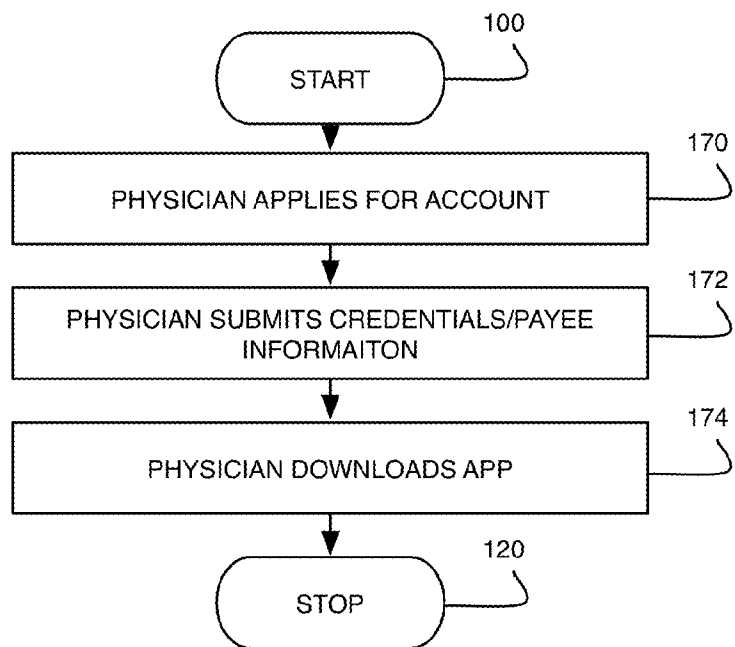 100
START
170
PHYSICIAN APPLIES FOR ACCOUNT
172
PHYSICIAN SUBMITS CREDENTIALS/PAYEE
INFORMAITON
174
PHYSICIAN DOWNLOADS APP
120
STOP